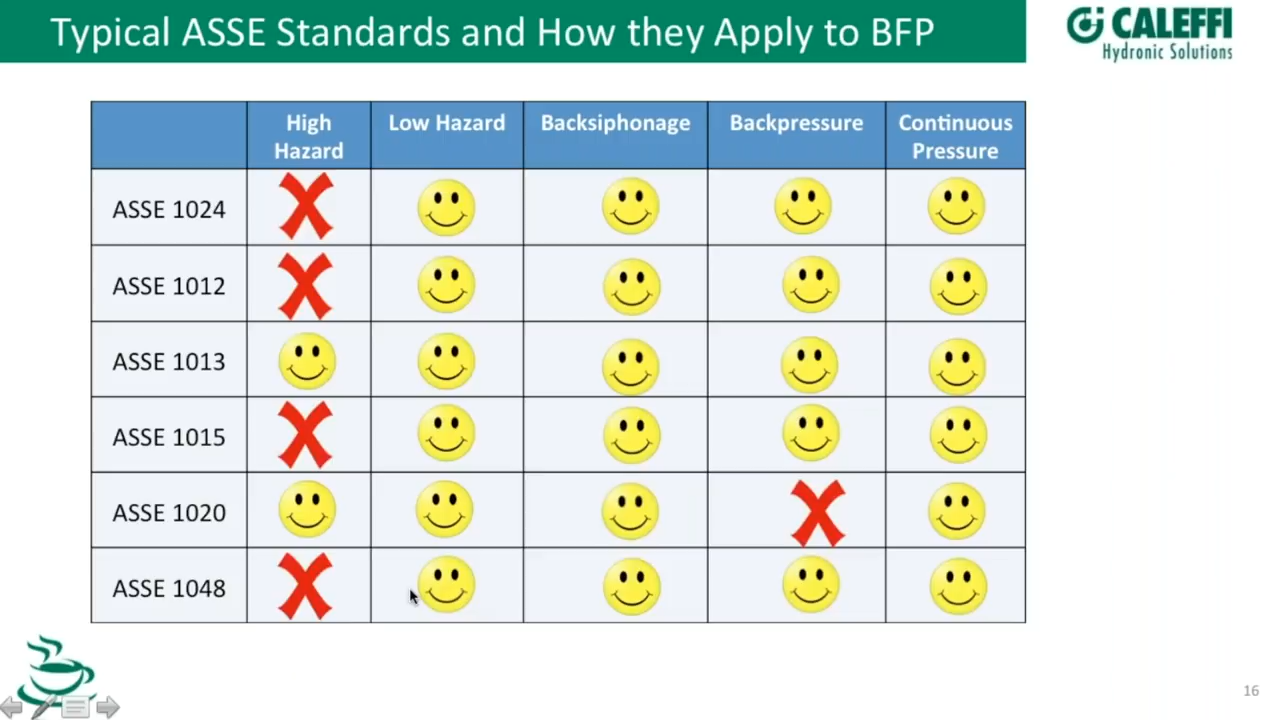 Typical ASSE Standards and How they Apply to BFP
CALEFFI
Hydronic Solutions
High Hazard
Low Hazard
Backsiphonage
Backpressure
Continuous Pressure
ASSE 1024
ASSE 1012
ASSE 1013
ASSE 1015
ASSE 1020
ASSE 1048
16